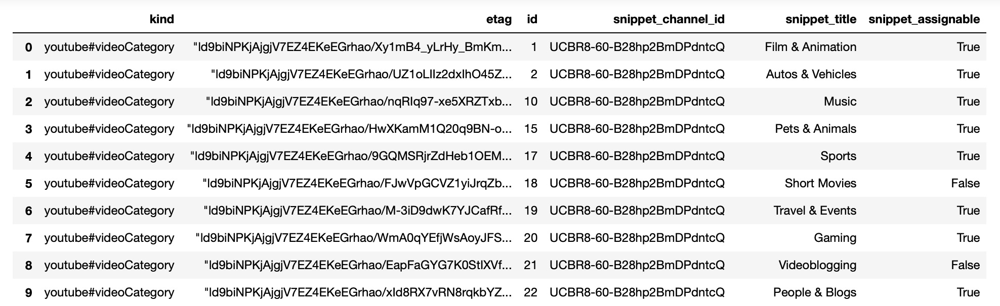 kind etag id snippet_channel_id snippet_title snippet_assignable
0 youtube#videoCategory "ld9biNPKjAjgjV7EZ4EKeEGrhao/Xy1mB4_yLrHy_BmKm... 1 UCBR8-60-B28hp2BmDPdntcQ Film & Animation True
1 youtube#videoCategory "ld9biNPKjAjgjV7EZ4EKeEGrhao/UZ1oLIIz2dxIhO45Z... 2 UCBR8-60-B28hp2BmDPdntcQ Autos & Vehicles True
2 youtube#videoCategory "ld9biNPKjAjgjV7EZ4EKeEGrhao/nqRIq97-xe5XRZTxb... 10 UCBR8-60-B28hp2BmDPdntcQ Music True
3 youtube#videoCategory "ld9biNPKjAjgjV7EZ4EKeEGrhao/HwXKamM1Q20q9BN-o... 15 UCBR8-60-B28hp2BmDPdntcQ Pets & Animals True
4 youtube#videoCategory "ld9biNPKjAjgjV7EZ4EKeEGrhao/9GQMSRjrZdHeb1OEM... 17 UCBR8-60-B28hp2BmDPdntcQ Sports True
5 youtube#videoCategory "ld9biNPKjAjgjV7EZ4EKeEGrhao/FJwVpGCVZ1yiJrqZb... 18 UCBR8-60-B28hp2BmDPdntcQ Short Movies False
6 youtube#videoCategory "ld9biNPKjAjgjV7EZ4EKeEGrhao/M-3iD9dwK7YJCafRf... 19 UCBR8-60-B28hp2BmDPdntcQ Travel & Events True
7 youtube#videoCategory "ld9biNPKjAjgjV7EZ4EKeEGrhao/WmA0qYEfjWsAoyJFS... 20 UCBR8-60-B28hp2BmDPdntcQ Gaming True
8 youtube#videoCategory "ld9biNPKjAjgjV7EZ4EKeEGrhao/EapFaGYG7K0StIXVf... 21 UCBR8-60-B28hp2BmDPdntcQ Videoblogging False
9 youtube#videoCategory "ld9biNPKjAjgjV7EZ4EKeEGrhao/xId8RX7vRN8rqkbYZ... 22 UCBR8-60-B28hp2BmDPdntcQ People & Blogs True